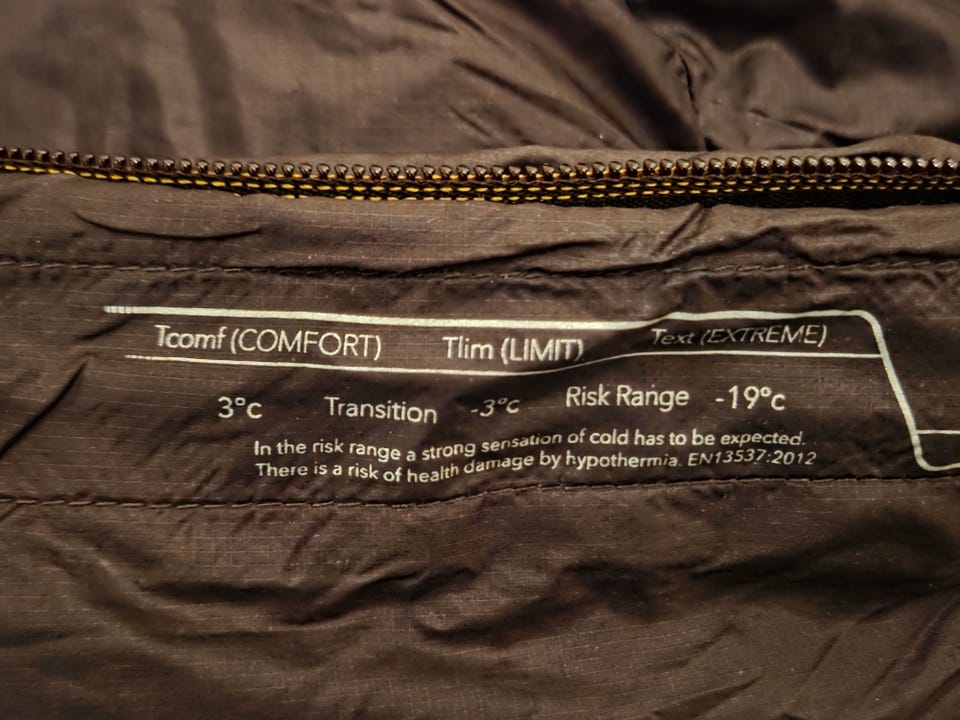 Tcomf (COMFORT) Tlim (LIMIT) Text (EXTREME)
3°c Transition -3°c Risk Range -19°c
In the risk range a strong sensation of cold has to be expected.
There is a risk of health damage by hypothermia. EN13537:2012